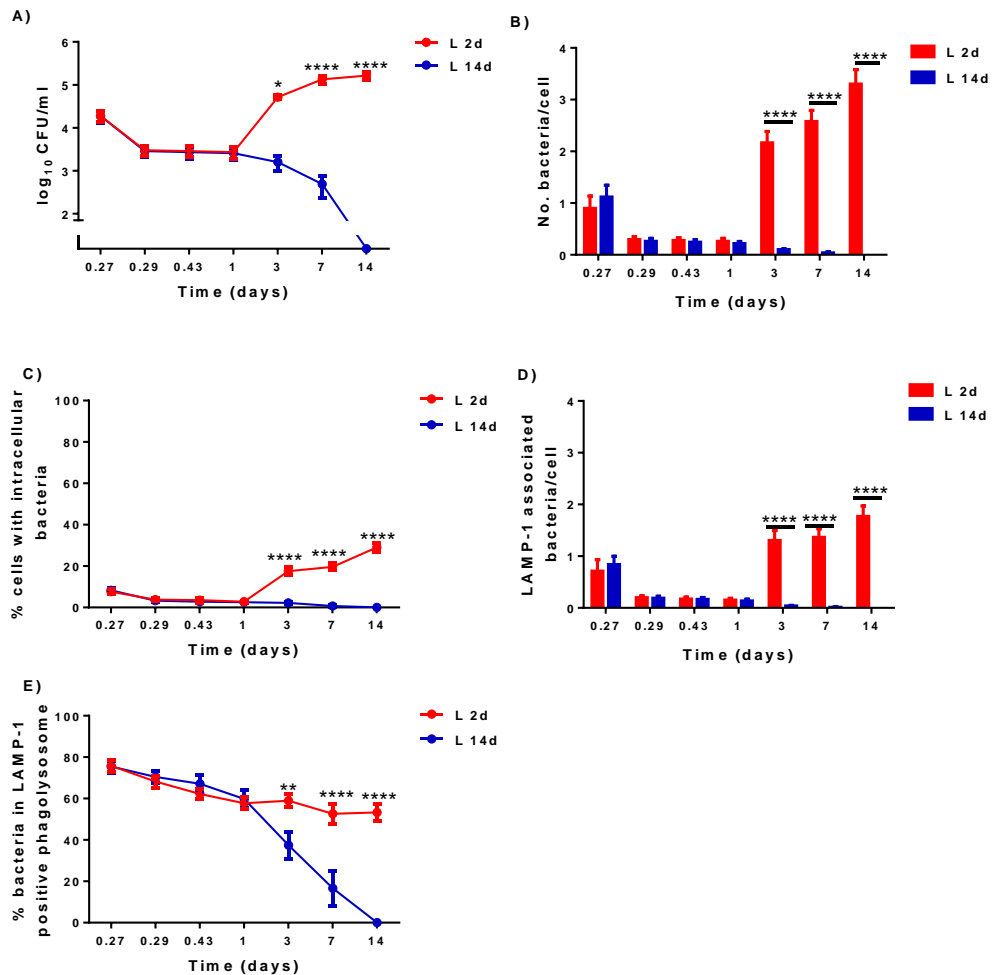 A)
L 2d
L 14d
log10 CFU/ml
6
5
4
3
2
* **** ****
0.27 0.29 0.43 1 3 7 14
Time (days)
B)
L 2d
L 14d
No. bacteria/cell
4
3
2
1
0
**** **** ****
0.27 0.29 0.43 1 3 7 14
Time (days)
C)
L 2d
L 14d
% cells with intracellular
bacteria
100
80
60
40
20
0
**** **** ****
0.27 0.29 0.43 1 3 7 14
Time (days)
D)
L 2d
L 14d
LAMP-1 associated
bacteria/cell
4
3
2
1
0
**** **** ****
0.27 0.29 0.43 1 3 7 14
Time (days)
E)
L 2d
L 14d
% bacteria in LAMP-1
positive phagolysosome
100
80
60
40
20
0
** **** ****
0.27 0.29 0.43 1 3 7 14
Time (days)